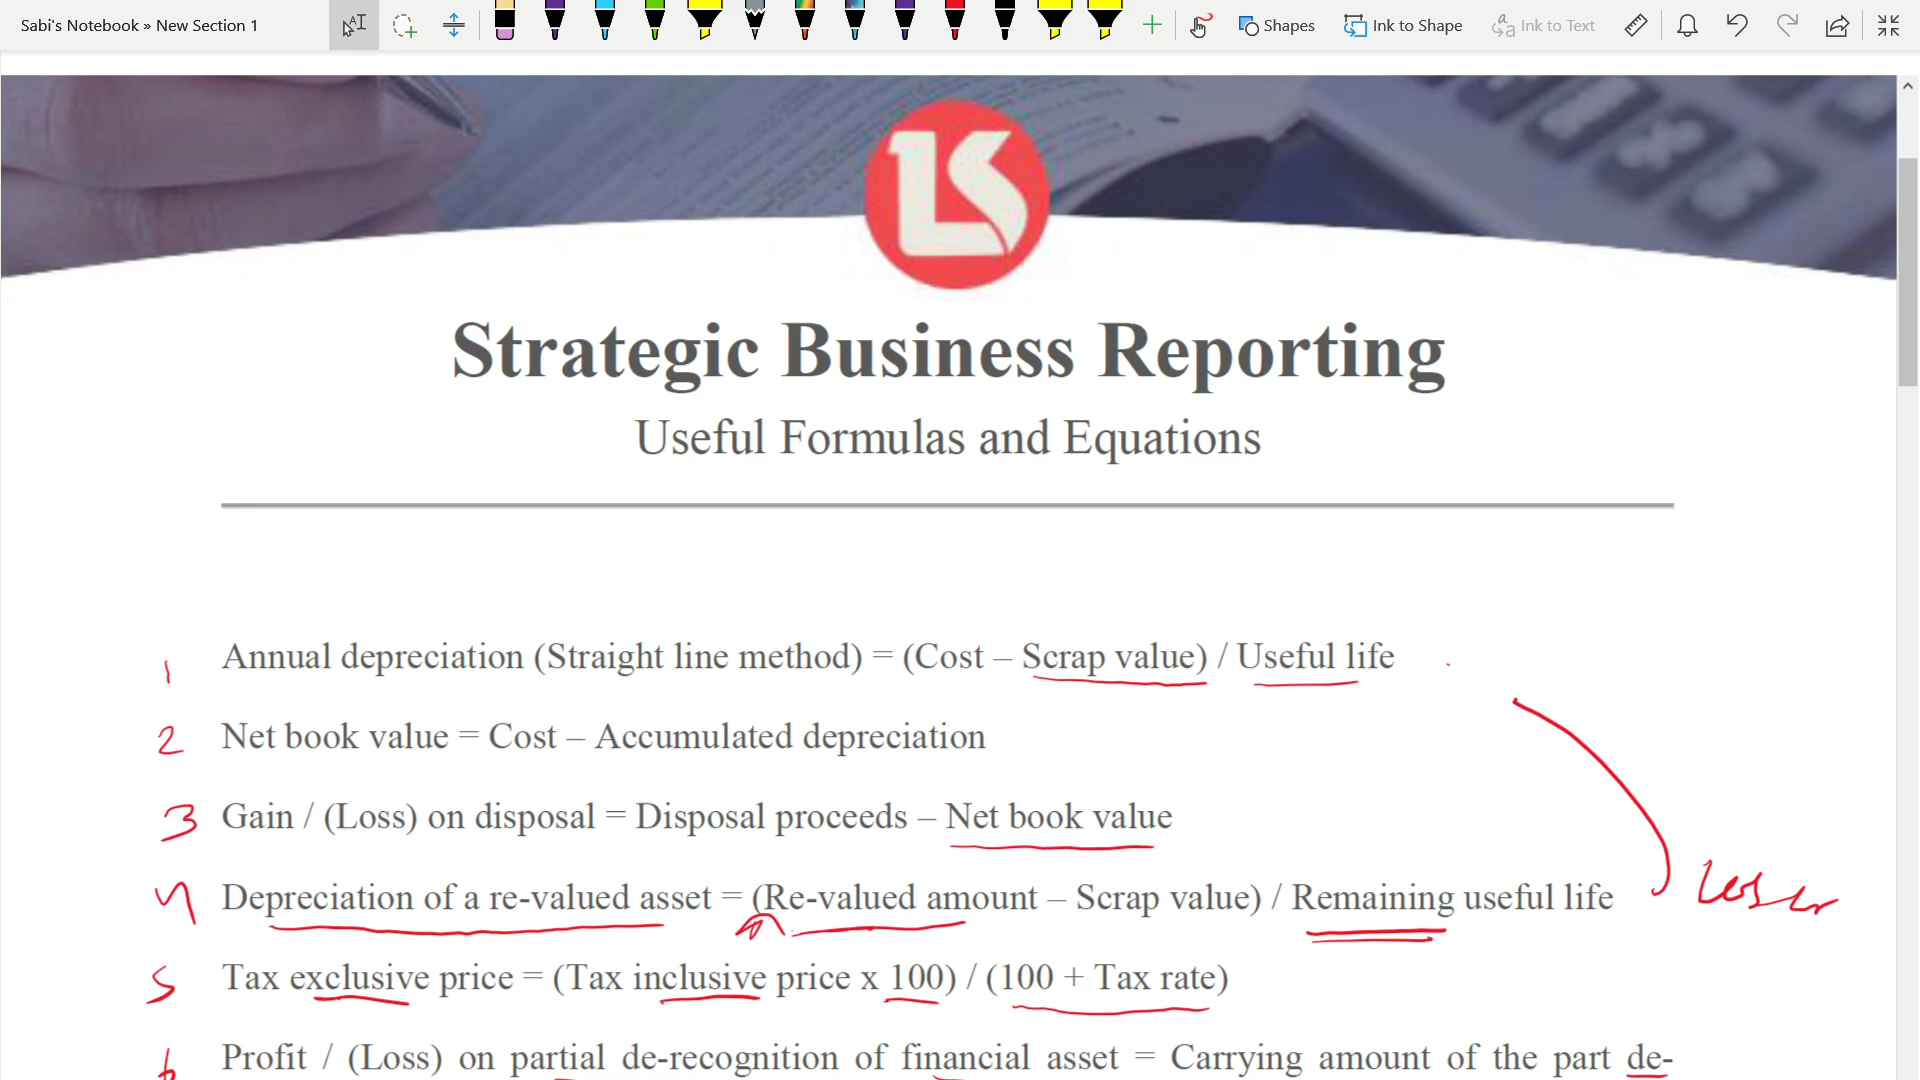 Sabi's Notebook » New Section 1
Shapes
Ink to Shape
Ink to Text
LS
Strategic Business Reporting
Useful Formulas and Equations
1 Annual depreciation (Straight line method) = (Cost – Scrap value) / Useful life
2 Net book value = Cost – Accumulated depreciation
3 Gain / (Loss) on disposal = Disposal proceeds – Net book value
4 Depreciation of a re-valued asset = (Re-valued amount – Scrap value) / Remaining useful life
5 Tax exclusive price = (Tax inclusive price x 100) / (100 + Tax rate)
6 Profit / (Loss) on partial de-recognition of financial asset = Carrying amount of the part de-